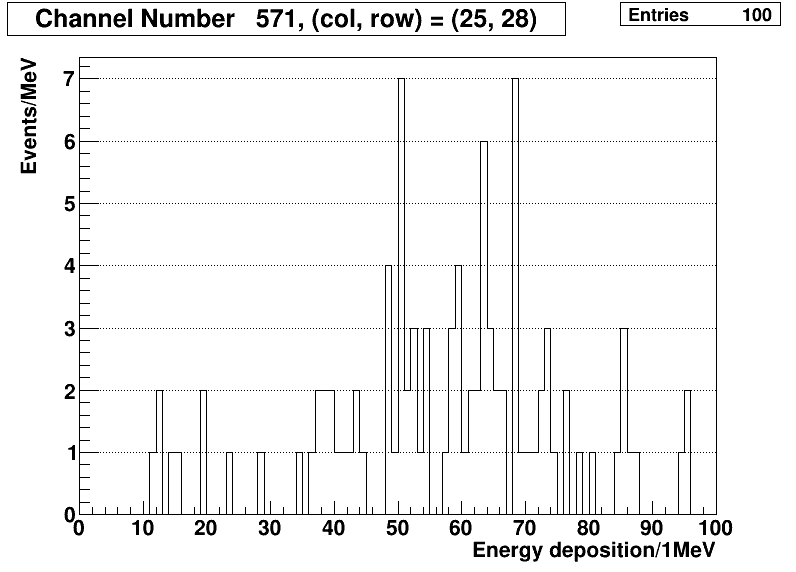 Channel Number 571, (col, row) = (25, 28)
Entries 100
Events/MeV
7
6
5
4
3
2
1
0
0 10 20 30 40 50 60 70 80 90 100
Energy deposition/1MeV